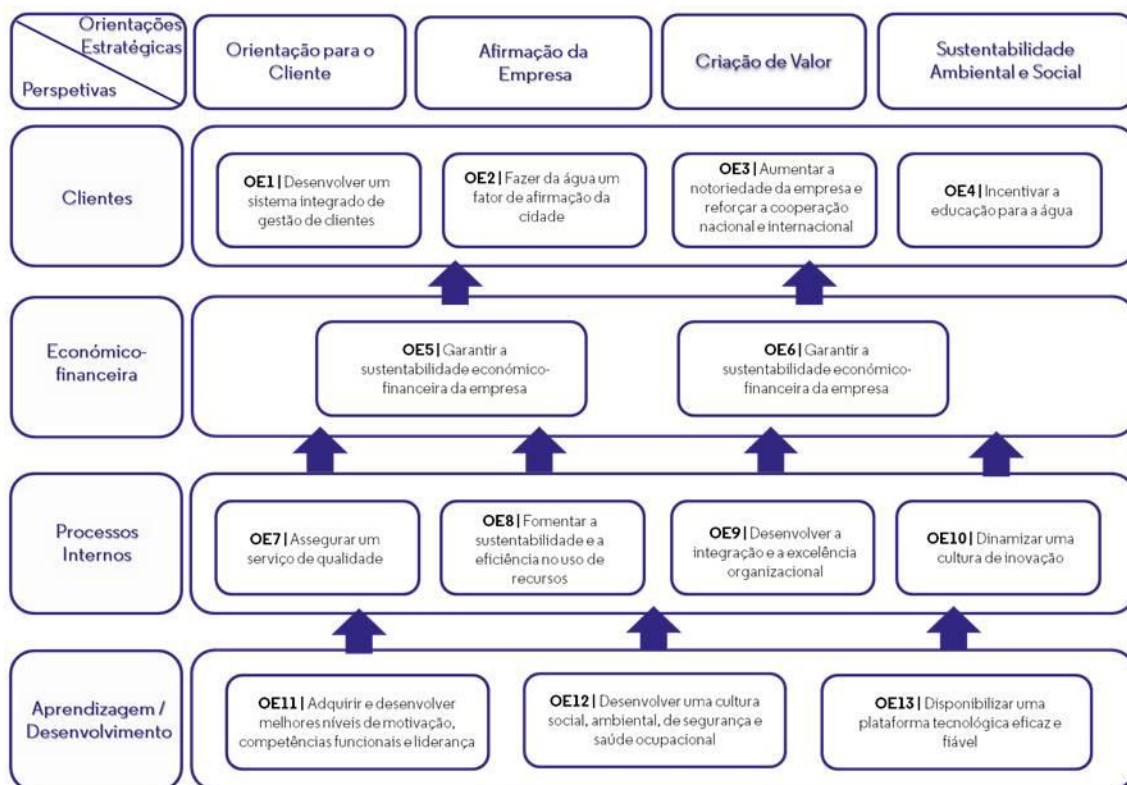 Orientações
Estratégicas
Perspetivas
Orientação para o
Cliente
Afirmação da
Empresa
Criação de Valor
Sustentabilidade
Ambiental e Social
Clientes
OE1| Desenvolver um
sistema integrado de
gestão de clientes
OE2| Fazer da água um
fator de afirmação da
cidade
OE3| Aumentar a
notoriedade da empresa e
reforçar a cooperação
nacional e internacional
OE4| Incentivar a
educação para a água
Económico-
financeira
OE5| Garantir a
sustentabilidade económico-
financeira da empresa
OE6| Garantir a
sustentabilidade económico-
financeira da empresa
Processos
Internos
OE7| Assegurar um
serviço de qualidade
OE8| Fomentar a
sustentabilidade e a
eficiência no uso de
recursos
OE9| Desenvolver a
integração e a excelência
organizacional
OE10| Dinamizar uma
cultura de inovação
Aprendizagem /
Desenvolvimento
OE11| Adquirir e desenvolver
melhores níveis de motivação,
competências funcionais e liderança
OE12| Desenvolver uma cultura
social, ambiental, de segurança e
saúde ocupacional
OE13| Disponibilizar uma
plataforma tecnológica eficaz e
fiável